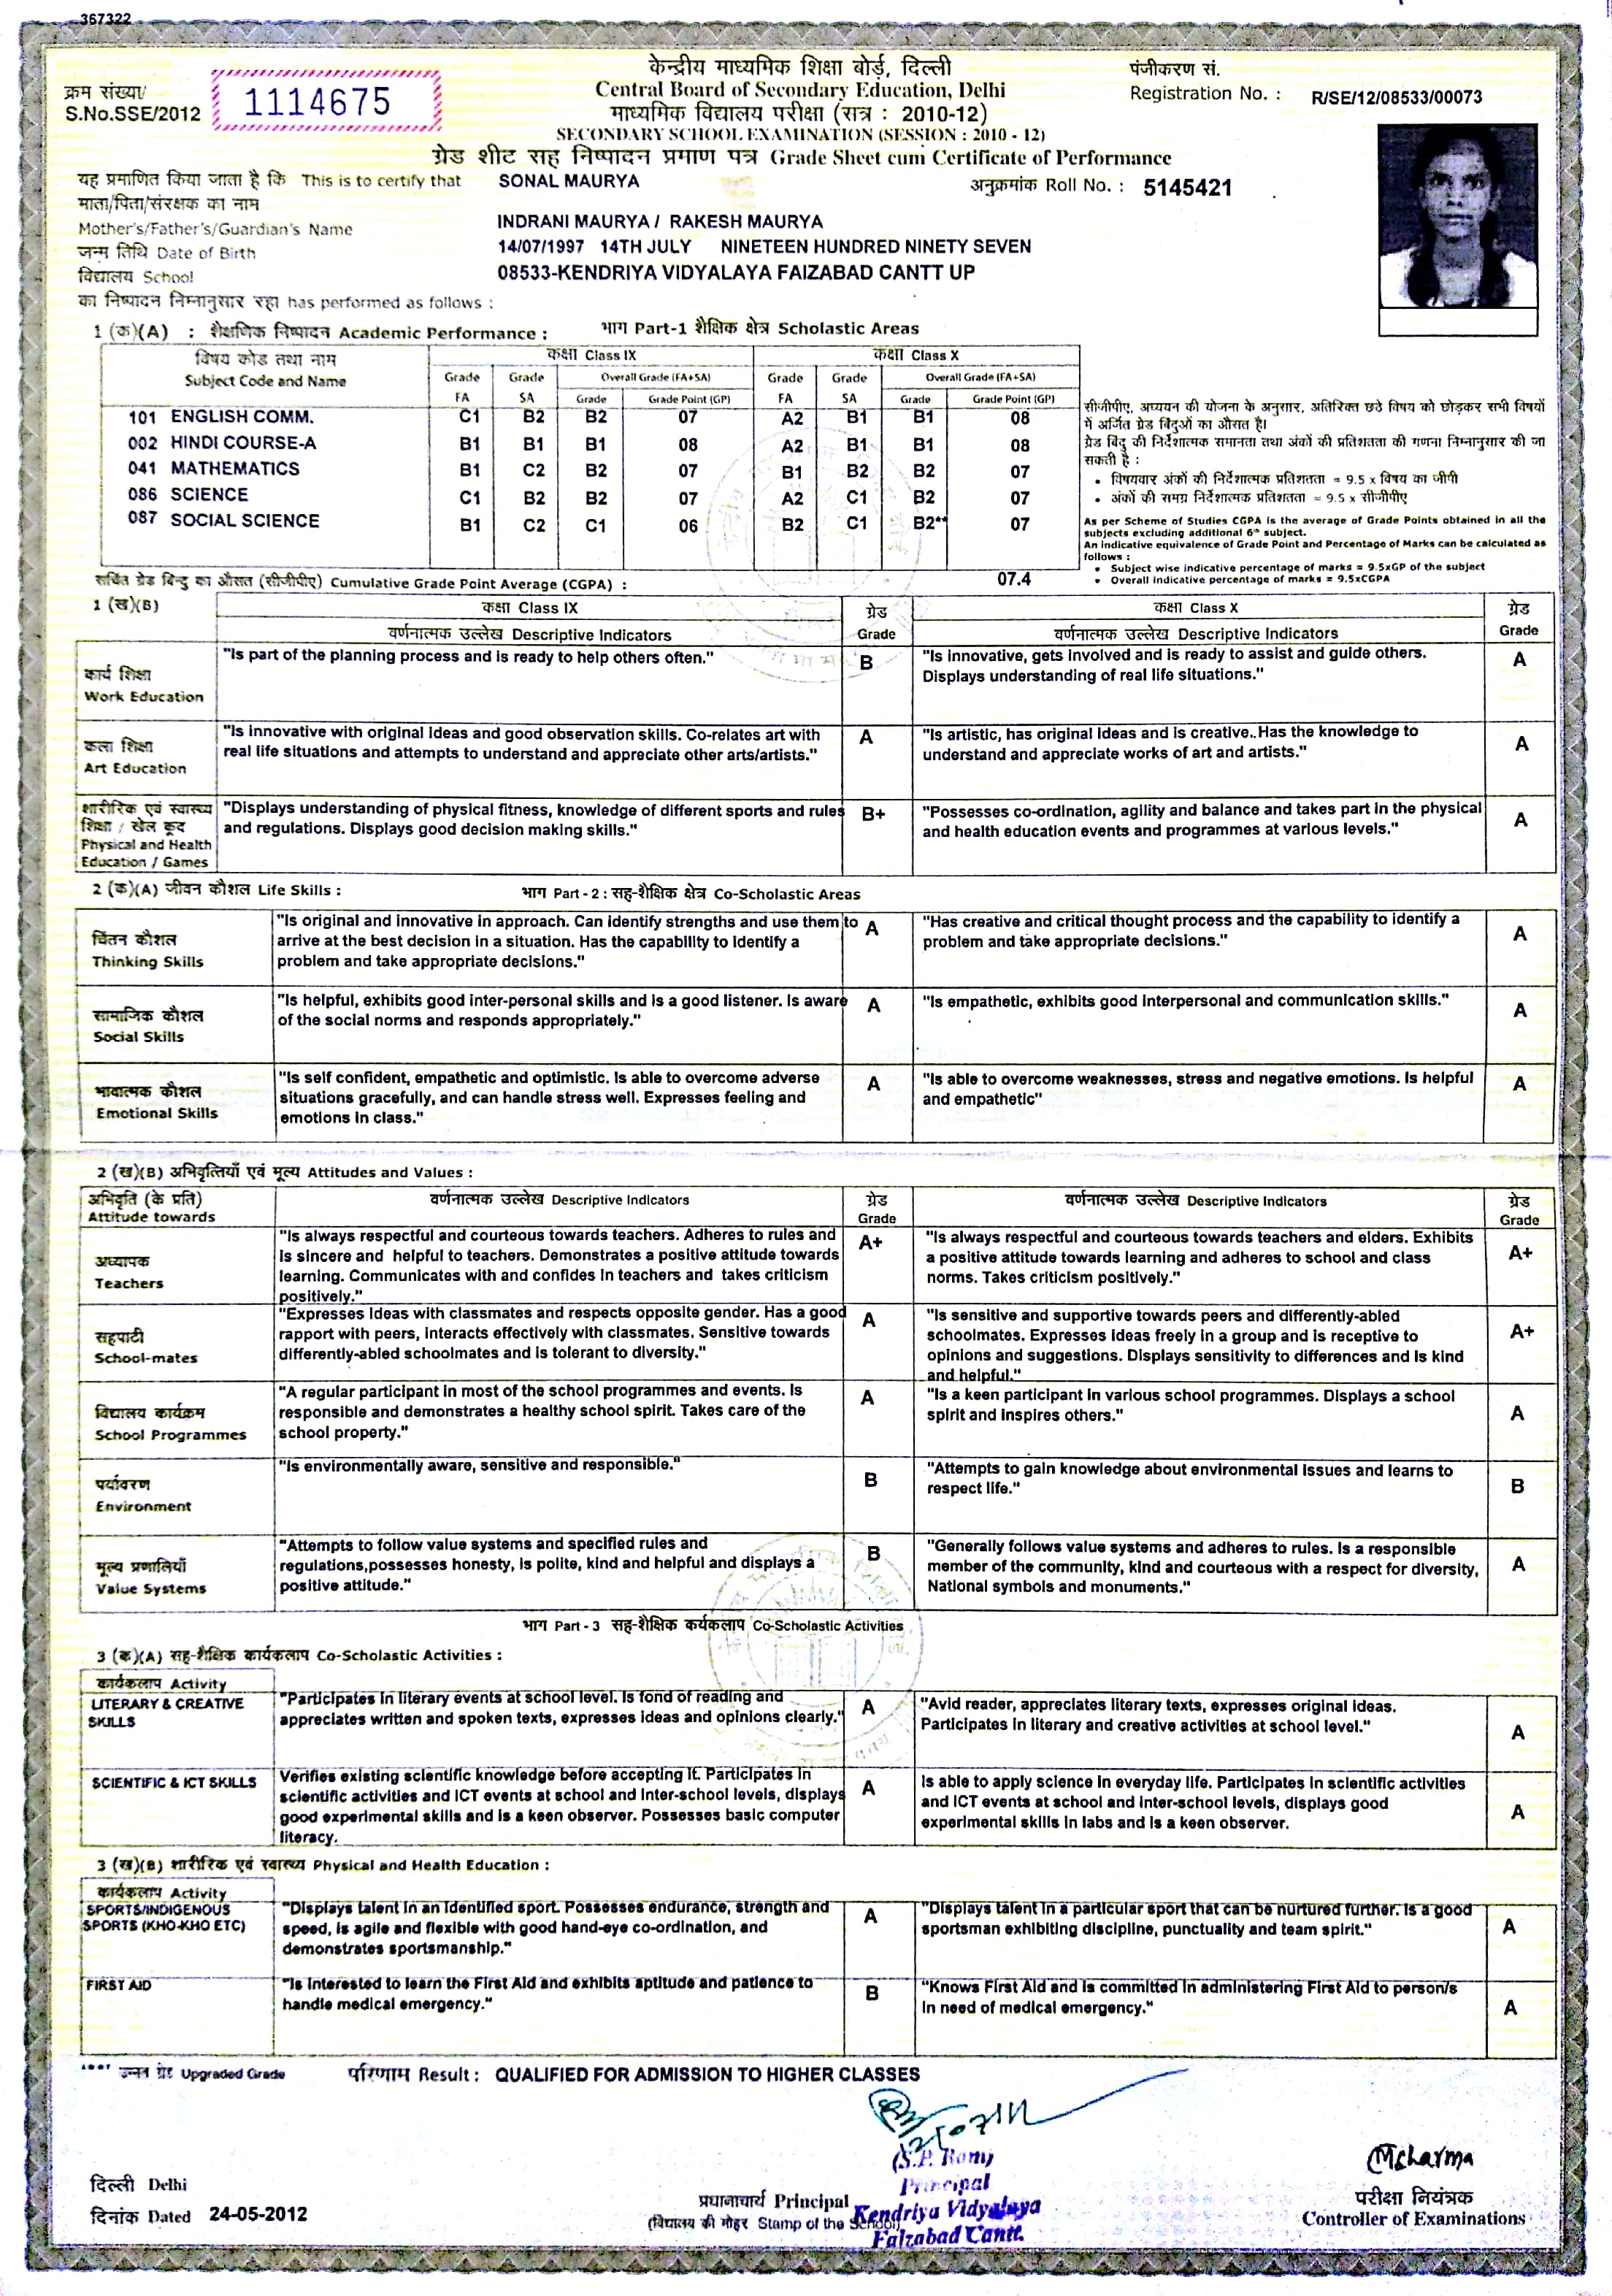 367322
क्रम संख्या/
S.No.SSE/2012
1114675
केन्द्रीय माध्यमिक शिक्षा बोर्ड, दिल्ली
Central Board of Secondary Education, Delhi
माध्यमिक विद्यालय परीक्षा (सत्र : 2010-12)
SECONDARY SCHOOL EXAMINATION (SESSION : 2010 - 12)
ग्रेड शीट सह निष्पादन प्रमाण पत्र Grade Sheet cum Certificate of Performance
पंजीकरण सं.
Registration No. : R/SE/12/08533/00073
यह प्रमाणित किया जाता है कि This is to certify that SONAL MAURYA
अनुक्रमांक Roll No. : 5145421
माता/पिता/संरक्षक का नाम
Mother's/Father's/Guardian's Name INDRANI MAURYA / RAKESH MAURYA
जन्म तिथि Date of Birth 14/07/1997 14TH JULY NINETEEN HUNDRED NINETY SEVEN
विद्यालय School 08533-KENDRIYA VIDYALAYA FAIZABAD CANTT UP
का निष्पादन निम्नानुसार रहा has performed as follows :
1 (क)(A) : शैक्षणिक निष्पादन Academic Performance : भाग Part-1 शैक्षिक क्षेत्र Scholastic Areas
विषय कोड तथा नाम कक्षा Class IX कक्षा Class X
Subject Code and Name Grade Grade Overall Grade (FA+SA) Grade Grade Overall Grade (FA+SA)
FA SA Grade Grade Point (GP) FA SA Grade Grade Point (GP)
101 ENGLISH COMM. C1 B2 B2 07 A2 B1 B1 08
002 HINDI COURSE-A B1 B1 B1 08 A2 B1 B1 08
041 MATHEMATICS B1 C2 B2 07 B1 B2 B2 07
086 SCIENCE C1 B2 B2 07 A2 C1 B2 07
087 SOCIAL SCIENCE B1 C2 C1 06 B2 C1 B2** 07
सीजीपीए, अध्ययन की योजना के अनुसार, अतिरिक्त छठे विषय को छोड़कर सभी विषयों
में अर्जित ग्रेड बिंदुओं का औसत है।
ग्रेड बिंदु की निर्देशात्मक समानता तथा अंकों की प्रतिशतता की गणना निम्नानुसार की जा
सकती है :
• विषयवार अंकों की निर्देशात्मक प्रतिशतता = 9.5 x विषय का जीपी
• अंकों की समग्र निर्देशात्मक प्रतिशतता = 9.5 x सीजीपीए
As per Scheme of Studies CGPA is the average of Grade Points obtained in all the
subjects excluding additional 6th subject.
An indicative equivalence of Grade Point and Percentage of Marks can be calculated as
follows :
• Subject wise indicative percentage of marks = 9.5xGP of the subject
• Overall indicative percentage of marks = 9.5xCGPA
संचित ग्रेड बिन्दु का औसत (सीजीपीए) Cumulative Grade Point Average (CGPA) : 07.4
1 (ख)(B) कक्षा Class IX ग्रेड कक्षा Class X ग्रेड
वर्णनात्मक उल्लेख Descriptive Indicators Grade वर्णनात्मक उल्लेख Descriptive Indicators Grade
कार्य शिक्षा
Work Education
"Is part of the planning process and is ready to help others often." B
"Is innovative, gets involved and is ready to assist and guide others.
Displays understanding of real life situations." A
कला शिक्षा
Art Education
"Is innovative with original ideas and good observation skills. Co-relates art with
real life situations and attempts to understand and appreciate other arts/artists." A
"Is artistic, has original ideas and is creative..Has the knowledge to
understand and appreciate works of art and artists." A
शारीरिक एवं स्वास्थ्य
शिक्षा / खेल कूद
Physical and Health
Education / Games
"Displays understanding of physical fitness, knowledge of different sports and rules
and regulations. Displays good decision making skills." B+
"Possesses co-ordination, agility and balance and takes part in the physical
and health education events and programmes at various levels." A
2 (क)(A) जीवन कौशल Life Skills : भाग Part - 2 : सह-शैक्षिक क्षेत्र Co-Scholastic Areas
चिंतन कौशल
Thinking Skills
"Is original and innovative in approach. Can identify strengths and use them to
arrive at the best decision in a situation. Has the capability to identify a
problem and take appropriate decisions." A
"Has creative and critical thought process and the capability to identify a
problem and take appropriate decisions." A
सामाजिक कौशल
Social Skills
"Is helpful, exhibits good inter-personal skills and is a good listener. Is aware
of the social norms and responds appropriately." A
"Is empathetic, exhibits good interpersonal and communication skills." A
भावात्मक कौशल
Emotional Skills
"Is self confident, empathetic and optimistic. Is able to overcome adverse
situations gracefully, and can handle stress well. Expresses feeling and
emotions in class." A
"Is able to overcome weaknesses, stress and negative emotions. Is helpful
and empathetic" A
2 (ख)(B) अभिवृत्तियाँ एवं मूल्य Attitudes and Values :
अभिवृति (के प्रति) वर्णनात्मक उल्लेख Descriptive Indicators ग्रेड वर्णनात्मक उल्लेख Descriptive Indicators ग्रेड
Attitude towards Grade Grade
अध्यापक
Teachers
"Is always respectful and courteous towards teachers. Adheres to rules and
is sincere and helpful to teachers. Demonstrates a positive attitude towards
learning. Communicates with and confides in teachers and takes criticism
positively." A+
"Is always respectful and courteous towards teachers and elders. Exhibits
a positive attitude towards learning and adheres to school and class
norms. Takes criticism positively." A+
सहपाठी
School-mates
"Expresses ideas with classmates and respects opposite gender. Has a good
rapport with peers, interacts effectively with classmates. Sensitive towards
differently-abled schoolmates and is tolerant to diversity." A
"Is sensitive and supportive towards peers and differently-abled
schoolmates. Expresses ideas freely in a group and is receptive to
opinions and suggestions. Displays sensitivity to differences and is kind
and helpful." A+
विद्यालय कार्यक्रम
School Programmes
"A regular participant in most of the school programmes and events. Is
responsible and demonstrates a healthy school spirit. Takes care of the
school property." A
"Is a keen participant in various school programmes. Displays a school
spirit and inspires others." A
पर्यावरण
Environment
"Is environmentally aware, sensitive and responsible." B
"Attempts to gain knowledge about environmental issues and learns to
respect life." B
मूल्य प्रणालियाँ
Value Systems
"Attempts to follow value systems and specified rules and
regulations,possesses honesty, is polite, kind and helpful and displays a
positive attitude." B
"Generally follows value systems and adheres to rules. Is a responsible
member of the community, kind and courteous with a respect for diversity,
National symbols and monuments." A
भाग Part - 3 सह-शैक्षिक कर्यकलाप Co-Scholastic Activities
3 (क)(A) सह-शैक्षिक कार्यकलाप Co-Scholastic Activities :
कार्यकलाप Activity
LITERARY & CREATIVE
SKILLS
"Participates in literary events at school level. Is fond of reading and
appreciates written and spoken texts, expresses ideas and opinions clearly." A
"Avid reader, appreciates literary texts, expresses original ideas.
Participates in literary and creative activities at school level." A
SCIENTIFIC & ICT SKILLS
Verifies existing scientific knowledge before accepting it. Participates in
scientific activities and ICT events at school and inter-school levels, displays
good experimental skills and is a keen observer. Possesses basic computer
literacy. A
Is able to apply science in everyday life. Participates in scientific activities
and ICT events at school and inter-school levels, displays good
experimental skills in labs and is a keen observer. A
3 (ख)(B) शारीरिक एवं स्वास्थ्य Physical and Health Education :
कार्यकलाप Activity
SPORTS/INDIGENOUS
SPORTS (KHO-KHO ETC)
"Displays talent in an identified sport. Possesses endurance, strength and
speed, is agile and flexible with good hand-eye co-ordination, and
demonstrates sportsmanship." A
"Displays talent in a particular sport that can be nurtured further. Is a good
sportsman exhibiting discipline, punctuality and team spirit." A
FIRST AID
"Is interested to learn the First Aid and exhibits aptitude and patience to
handle medical emergency." B
"Knows First Aid and is committed in administering First Aid to person/s
in need of medical emergency." A
उन्नत ग्रेड Upgraded Grade परिणाम Result : QUALIFIED FOR ADMISSION TO HIGHER CLASSES
(S.P. Ram)
Principal
Kendriya Vidyalaya
Faizabad Cantt.
दिल्ली Delhi
दिनांक Dated 24-05-2012
प्रधानाचार्य Principal
(विद्यालय की मोहर Stamp of the School)
MSharma
परीक्षा नियंत्रक
Controller of Examinations